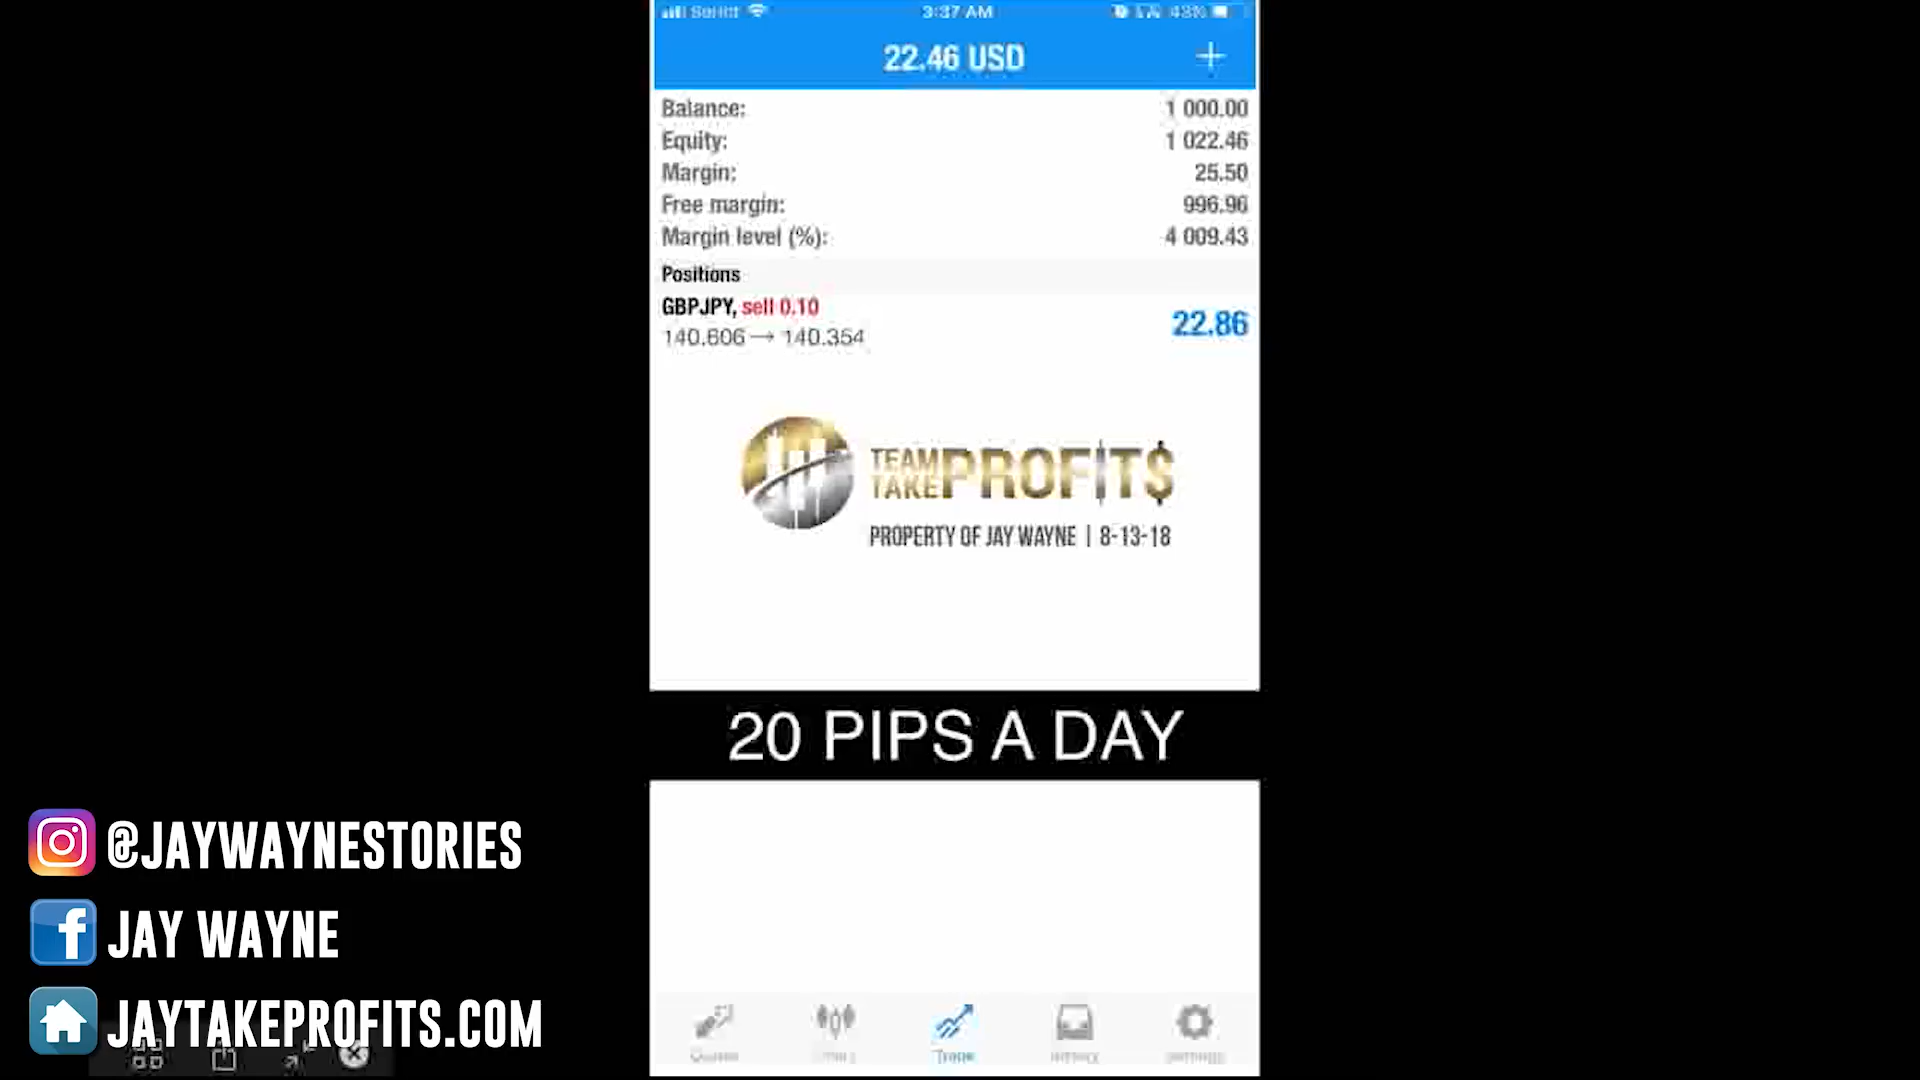 3:37 AM
43%
22.46 USD
Balance: 1 000.00
Equity: 1 022.46
Margin: 25.50
Free margin: 996.96
Margin level (%): 4 009.43
Positions
GBPJPY, sell 0.10
140.606 → 140.354
22.86
TEAM TAKE PROFIT$
PROPERTY OF JAY WAYNE | 8-13-18
20 PIPS A DAY
@JAYWAYNESTORIES
JAY WAYNE
JAYTAKEPROFITS.COM
Trade